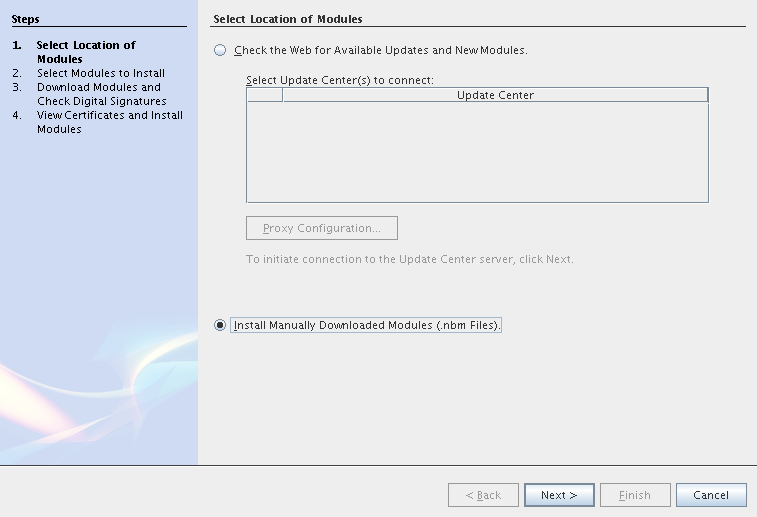 Steps
1. Select Location of
Modules
2. Select Modules to Install
3. Download Modules and
Check Digital Signatures
4. View Certificates and Install
Modules
Select Location of Modules
Check the Web for Available Updates and New Modules.
Select Update Center(s) to connect:
Update Center
Proxy Configuration...
To initiate connection to the Update Center server, click Next.
Install Manually Downloaded Modules (.nbm Files).
< Back
Next >
Finish
Cancel